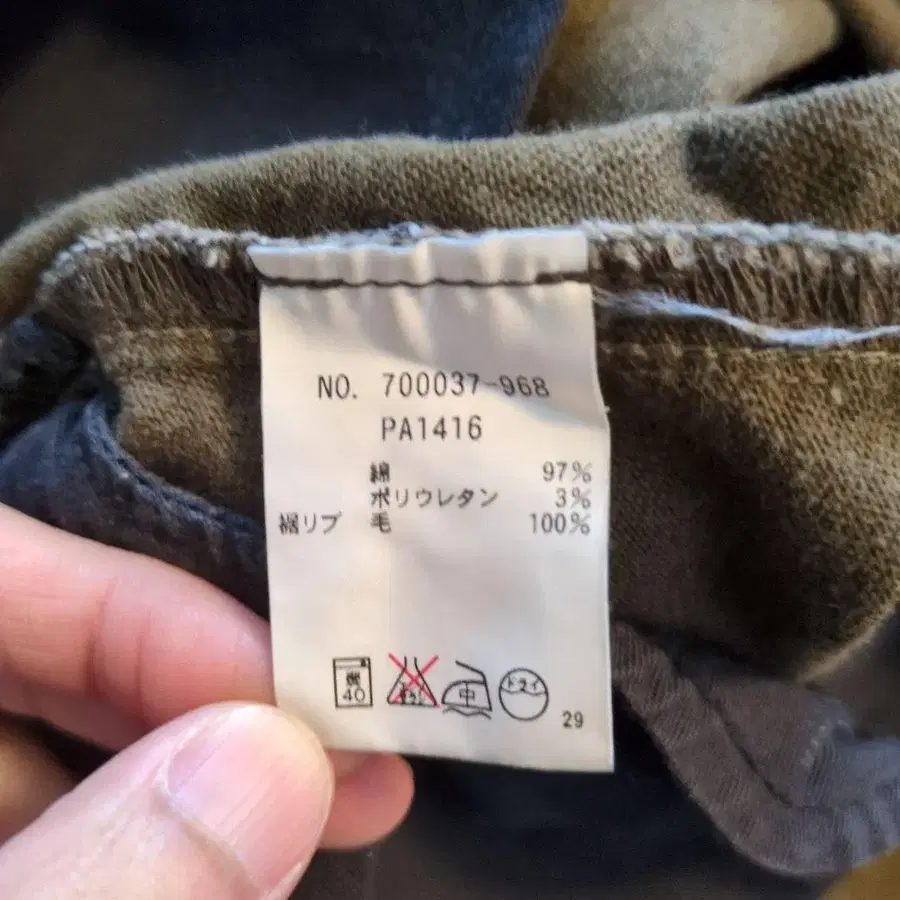 NO. 700037-968
PA1416
綿 97%
ポリウレタン 3%
裾リブ 毛 100%
40 中 ドライ
29